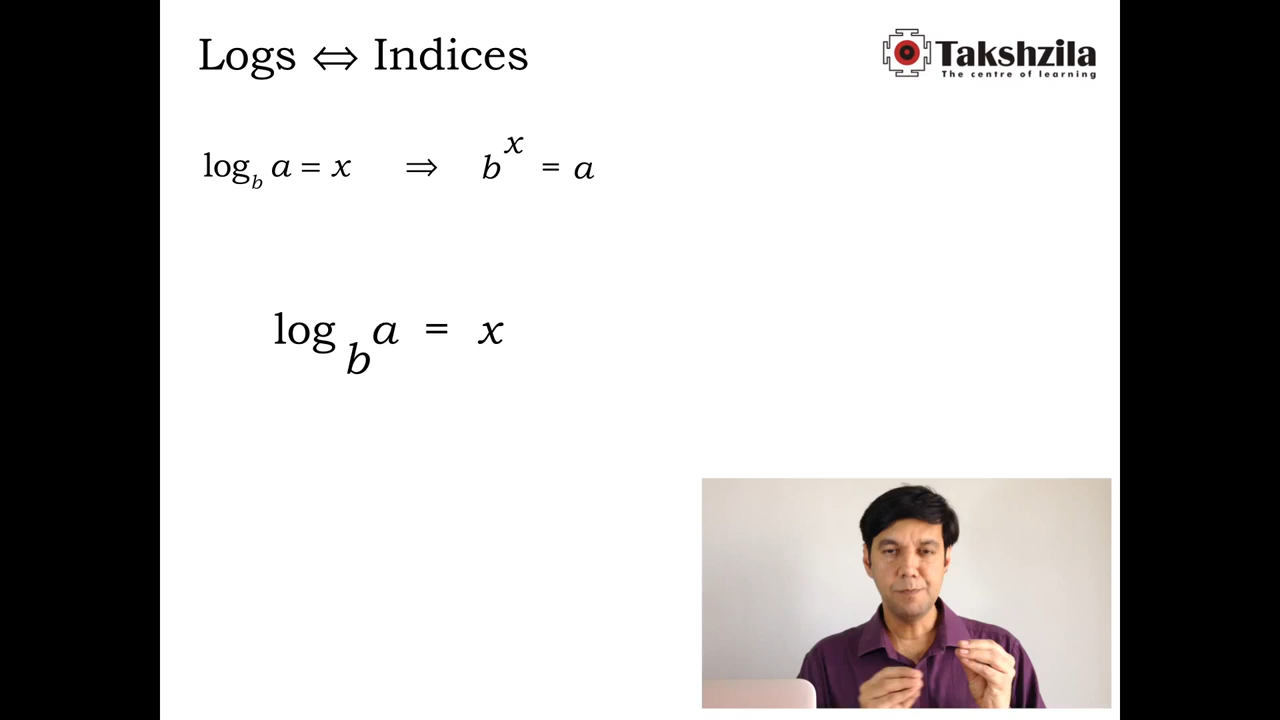 Logs ⇔ Indices
Takshzila
The centre of learning
log_b a = x ⇒ b^x = a
log_b a = x